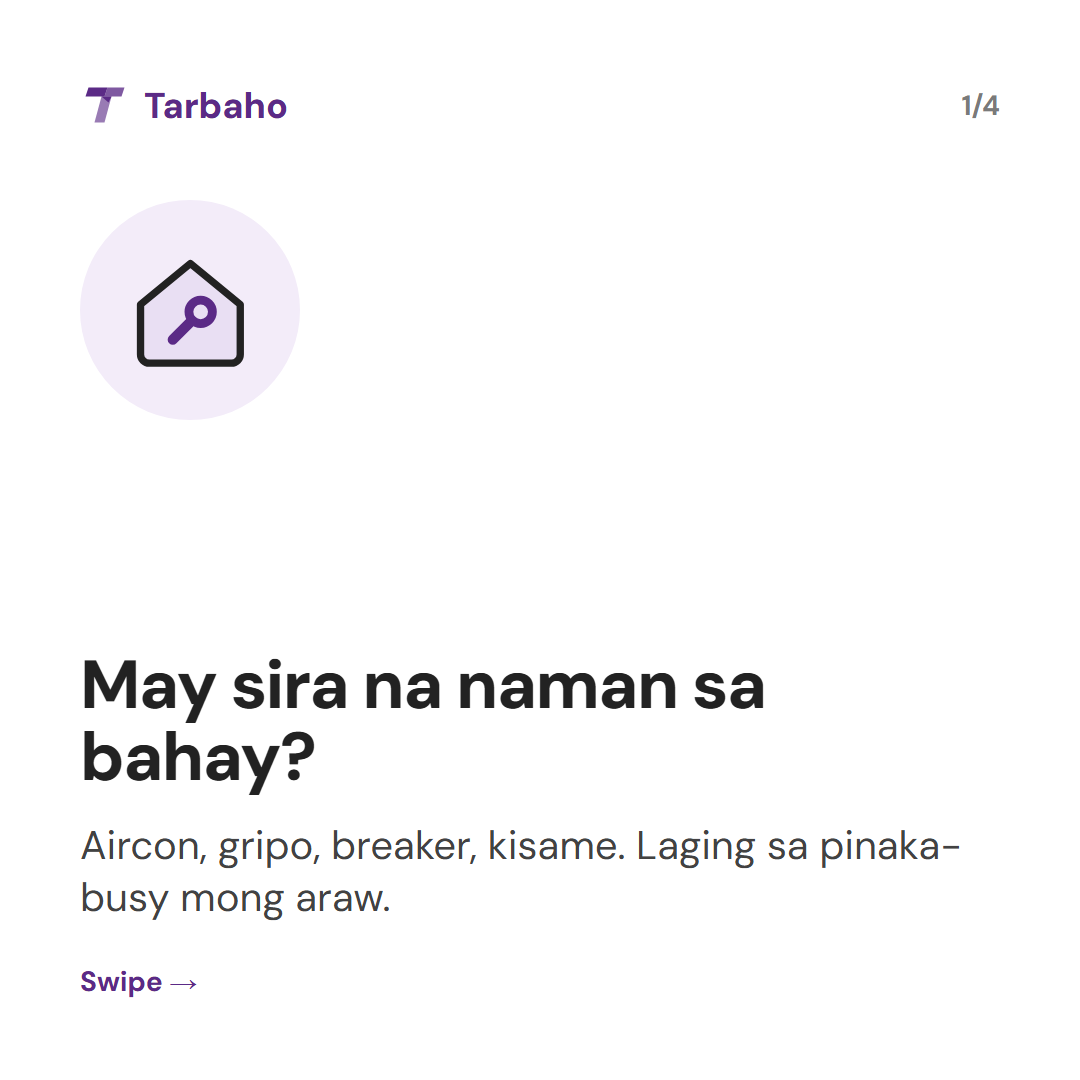 Tarbaho
1/4
May sira na naman sa
bahay?
Aircon, gripo, breaker, kisame. Laging sa pinaka-
busy mong araw.
Swipe →